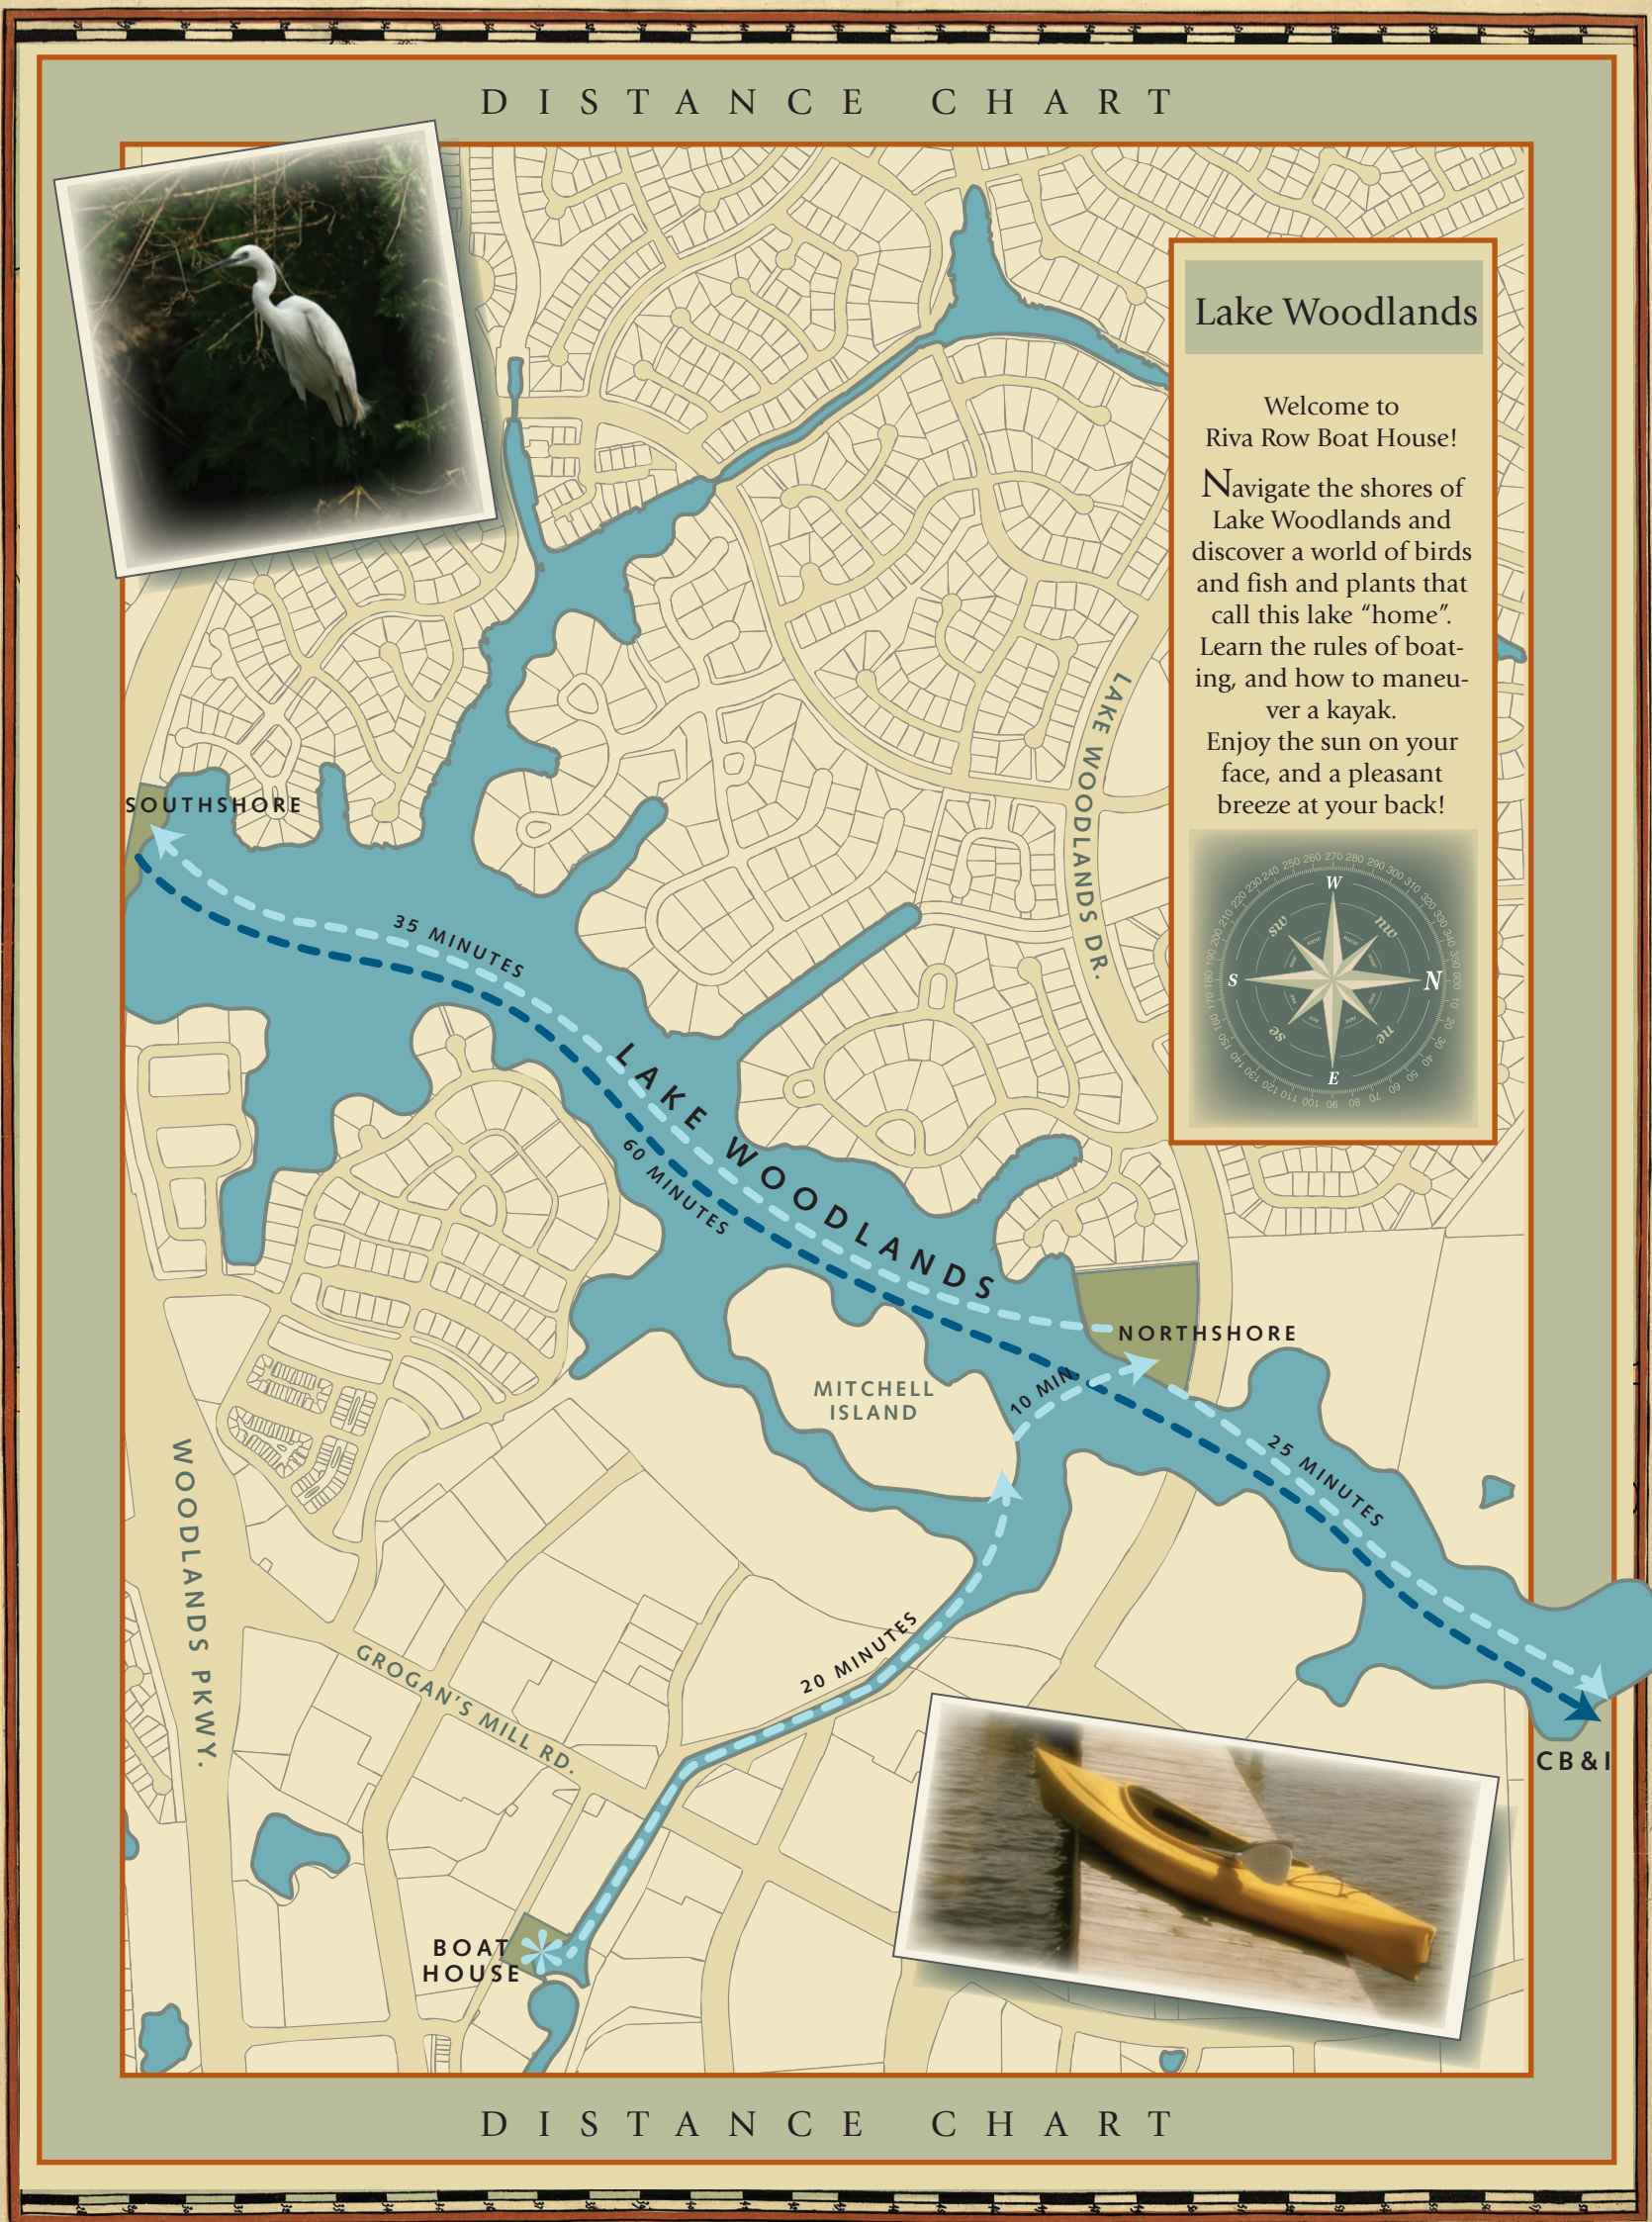 DISTANCE CHART
Lake Woodlands
Welcome to
Riva Row Boat House!
Navigate the shores of
Lake Woodlands and
discover a world of birds
and fish and plants that
call this lake “home”.
Learn the rules of boat-
ing, and how to maneu-
ver a kayak.
Enjoy the sun on your
face, and a pleasant
breeze at your back!
W
nw
N
ne
E
se
S
sw
LAKE WOODLANDS DR.
SOUTHSHORE
35 MINUTES
LAKE WOODLANDS
60 MINUTES
NORTHSHORE
MITCHELL
ISLAND
10 MIN
25 MINUTES
WOODLANDS PKWY.
20 MINUTES
GROGAN'S MILL RD.
CB&I
BOAT
HOUSE
DISTANCE CHART